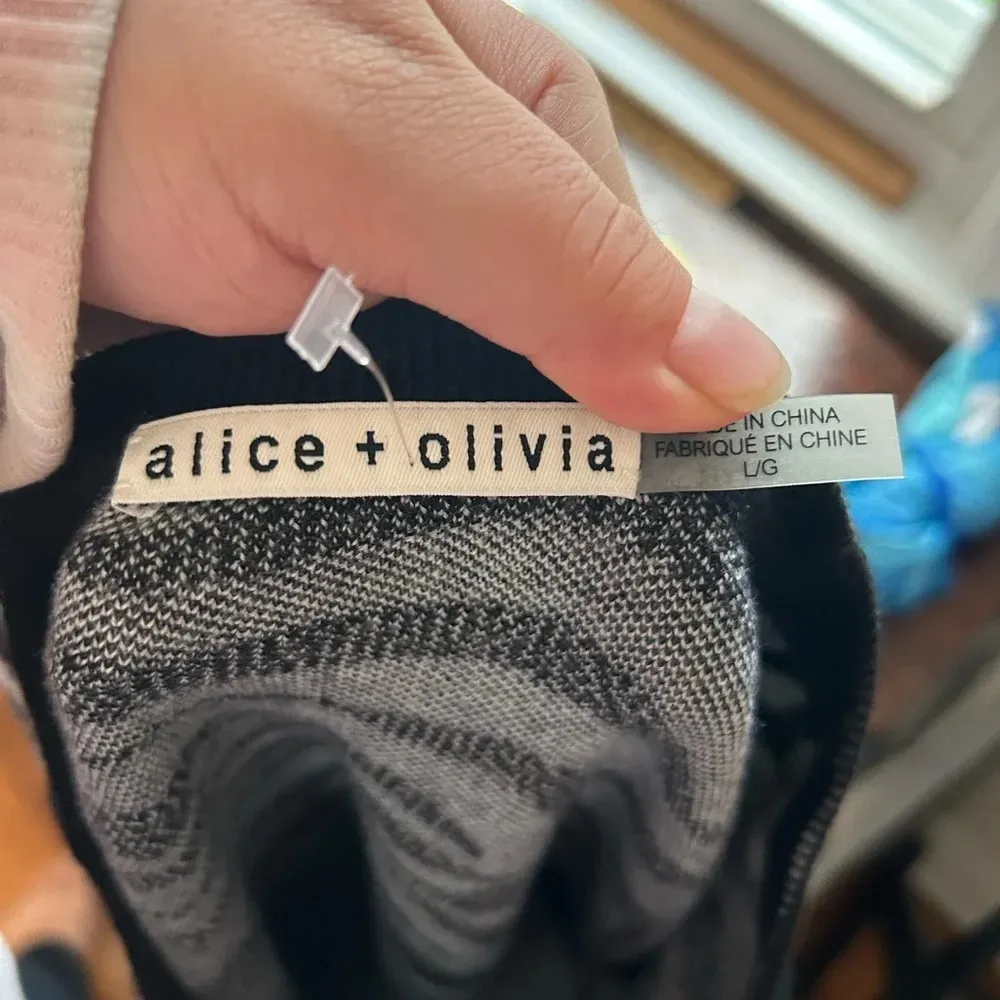 alice + olivia
IN CHINA
FABRIQUÉ EN CHINE
L/G